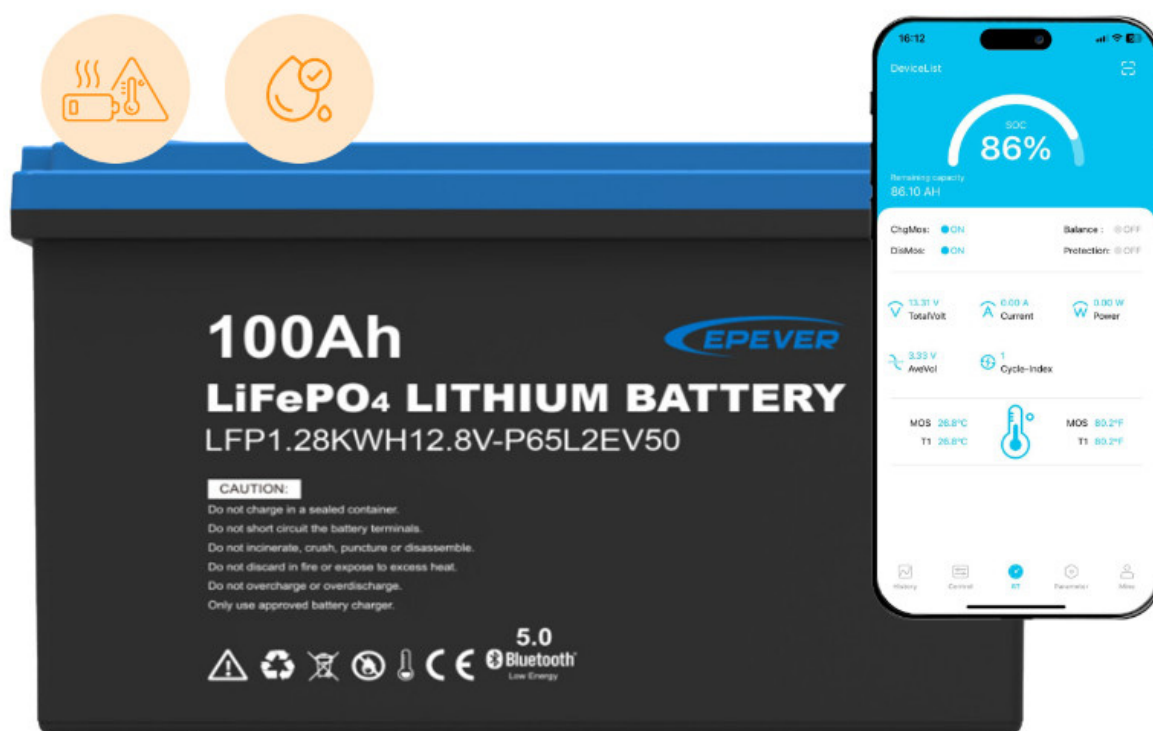 100Ah
EPEVER
LiFePO4 LITHIUM BATTERY
LFP1.28KWH12.8V-P65L2EV50
CAUTION:
Do not charge in a sealed container.
Do not short circuit the battery terminals.
Do not incinerate, crush, puncture or disassemble.
Do not discard in fire or expose to excess heat.
Do not overcharge or overdischarge.
Only use approved battery charger.
5.0
Bluetooth
Low Energy
CE
16:12
DeviceList
SOC
86%
Remaining capacity
86.10 AH
ChgMos: ON Balance : OFF
DisMos: ON Protection: OFF
13.31 V 0.00 A 0.00 W
V TotalVolt A Current W Power
3.33 V 1
AveVol Cycle-Index
MOS 26.8°C MOS 80.2°F
T1 26.8°C T1 80.2°F
History Control RT Parameter Mine